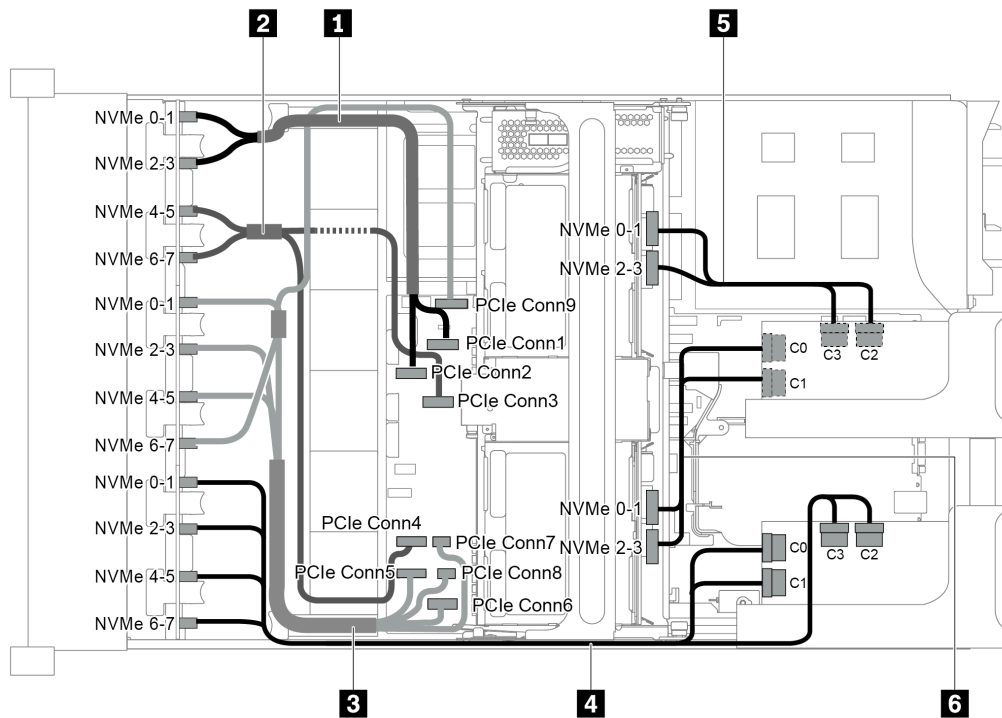 2
1
5
NVMe 0-1
NVMe 2-3
NVMe 4-5
NVMe 6-7
NVMe 0-1
NVMe 2-3
NVMe 4-5
NVMe 6-7
NVMe 0-1
NVMe 2-3
NVMe 4-5
NVMe 6-7
PCIe Conn9
PCIe Conn1
PCIe Conn2
PCIe Conn3
PCIe Conn4
PCIe Conn7
PCIe Conn5
PCIe Conn8
PCIe Conn6
NVMe 0-1
NVMe 2-3
NVMe 0-1
NVMe 2-3
C0
C3
C2
C1
C0
C3
C2
C1
3
4
6